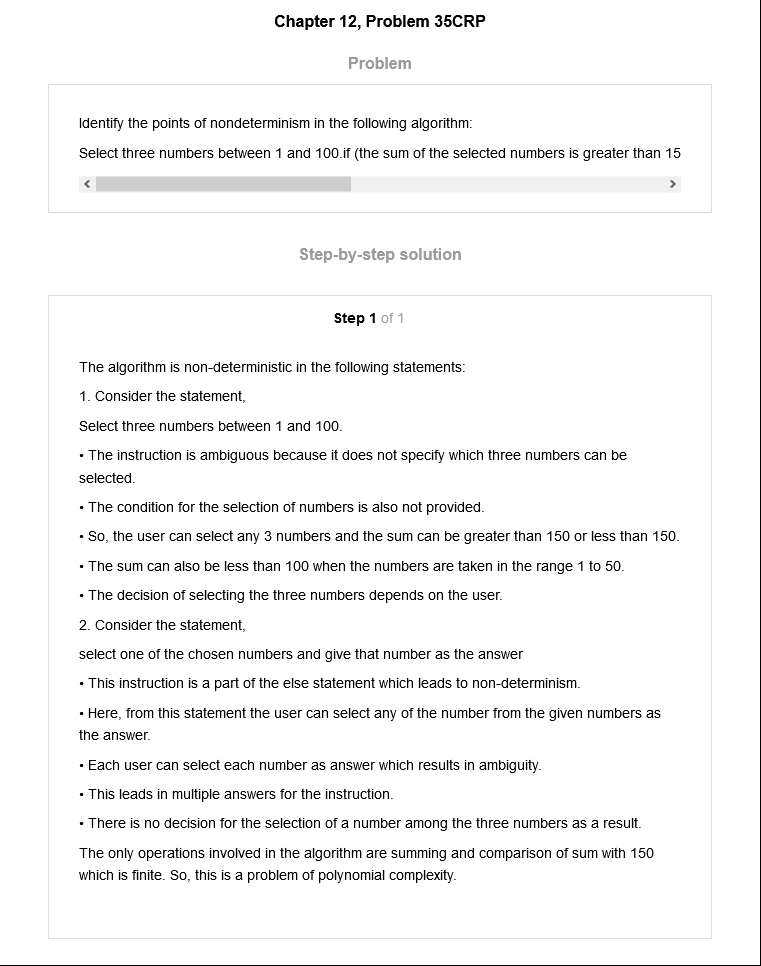 Chapter 12, Problem 35CRP
Problem
Identify the points of nondeterminism in the following algorithm:
Select three numbers between 1 and 100.if (the sum of the selected numbers is greater than 15
Step-by-step solution
Step 1 of 1
The algorithm is non-deterministic in the following statements:
1. Consider the statement,
Select three numbers between 1 and 100.
• The instruction is ambiguous because it does not specify which three numbers can be
selected.
• The condition for the selection of numbers is also not provided.
• So, the user can select any 3 numbers and the sum can be greater than 150 or less than 150.
• The sum can also be less than 100 when the numbers are taken in the range 1 to 50.
• The decision of selecting the three numbers depends on the user.
2. Consider the statement,
select one of the chosen numbers and give that number as the answer
• This instruction is a part of the else statement which leads to non-determinism.
• Here, from this statement the user can select any of the number from the given numbers as
the answer.
• Each user can select each number as answer which results in ambiguity.
• This leads in multiple answers for the instruction.
• There is no decision for the selection of a number among the three numbers as a result.
The only operations involved in the algorithm are summing and comparison of sum with 150
which is finite. So, this is a problem of polynomial complexity.